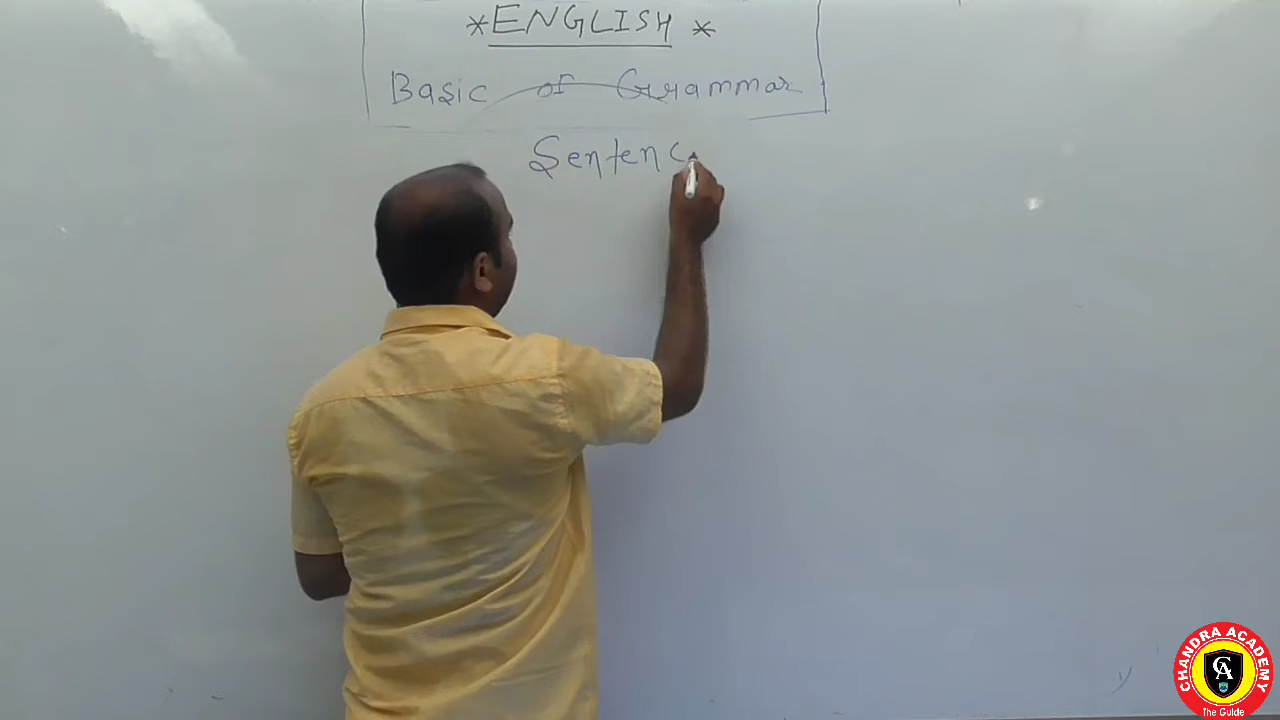 *ENGLISH *
Basic of Grammar
Sentenc
CHANDRA ACADEMY
CA
The Guide